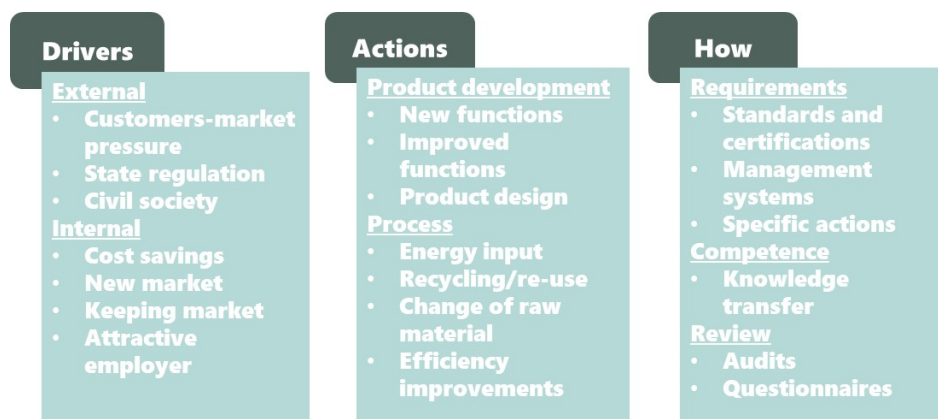 Drivers
External
• Customers-market
pressure
• State regulation
• Civil society
Internal
• Cost savings
• New market
• Keeping market
• Attractive
employer
Actions
Product development
• New functions
• Improved
functions
• Product design
Process
• Energy input
• Recycling/re-use
• Change of raw
material
• Efficiency
improvements
How
Requirements
• Standards and
certifications
• Management
systems
• Specific actions
Competence
• Knowledge
transfer
Review
• Audits
• Questionnaires